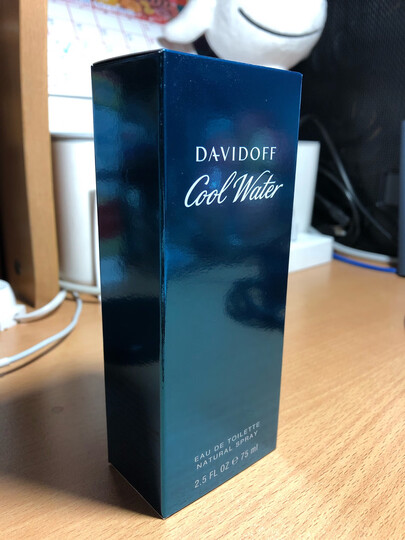 DAVIDOFF
Cool Water
EAU DE TOILETTE
NATURAL SPRAY
2.5 FL OZ ℮ 75 ml